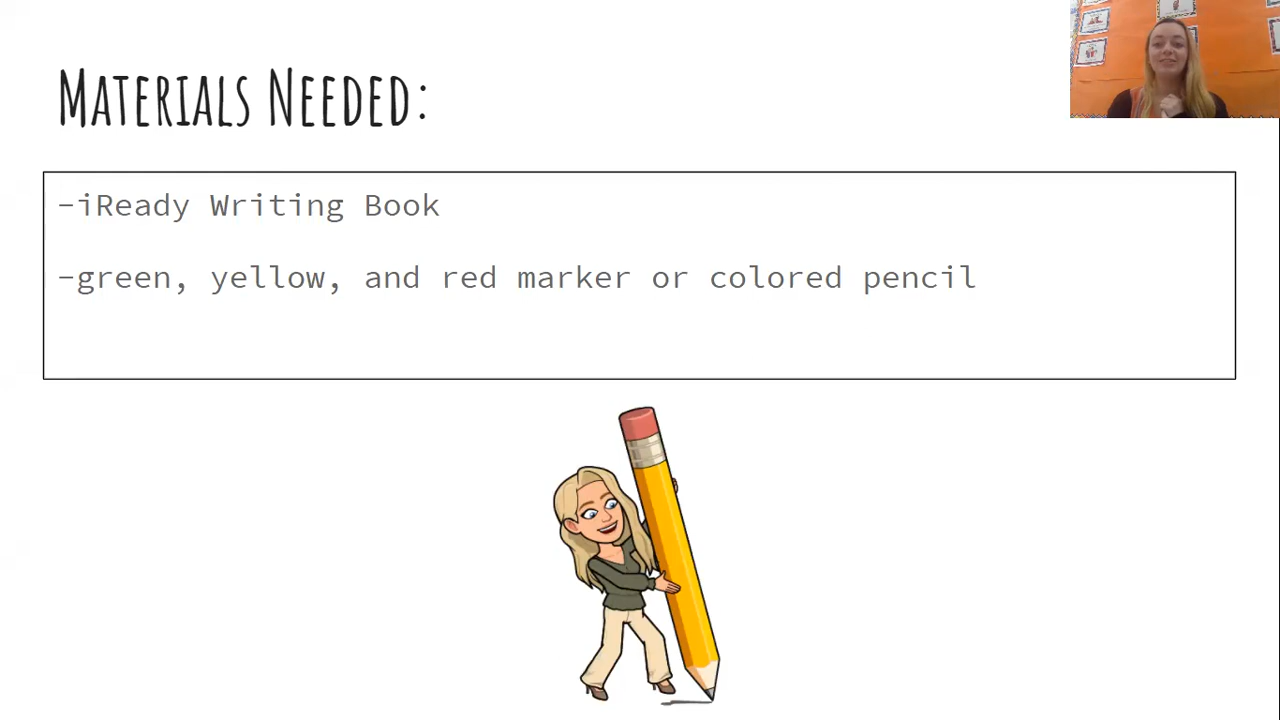 Materials Needed:
-iReady Writing Book
-green, yellow, and red marker or colored pencil